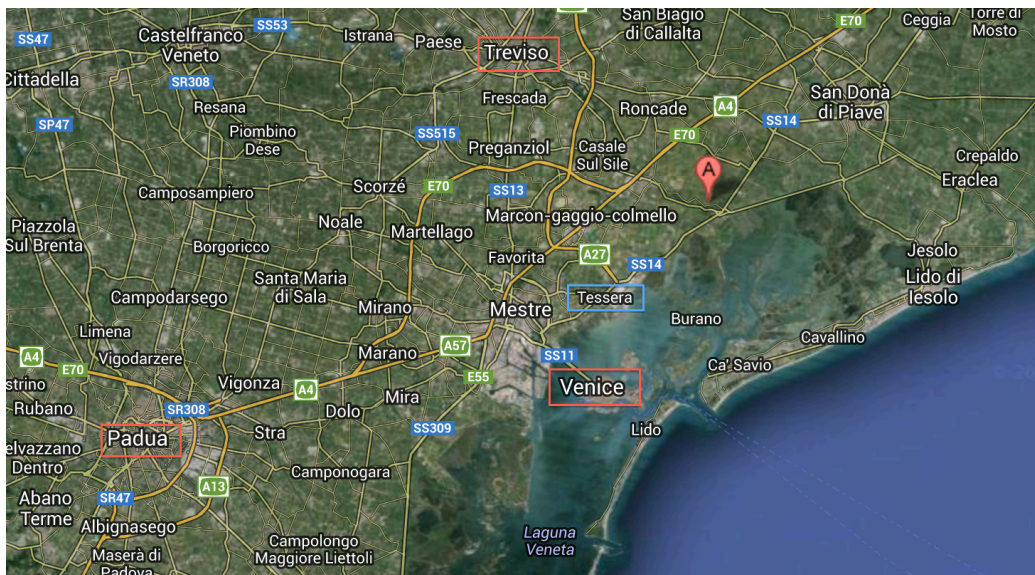 SS47
SS53
Castelfranco
Veneto
Istrana
Paese
Treviso
San Biagio
di Callalta
E70
Ceggia
Torre di
Mosto
Cittadella
SR308
Resana
Frescada
Roncade
A4
San Donà
di Piave
SP47
Piombino
Dese
SS515
Preganziol
Casale
Sul Sile
E70
SS14
Crepaldo
Eraclea
Camposampiero
Scorzé
E70
SS13
A
Piazzola
Sul Brenta
Noale
Marcon-gaggio-colmello
Borgoricco
Martellago
Favorita
A27
SS14
Jesolo
Lido di
Iesolo
Campodarsego
Santa Maria
di Sala
Mirano
Mestre
Tessera
Burano
Limena
Cavallino
A4
Vigodarzere
Marano
A57
SS11
Ca' Savio
E70
Vigonza
A4
E55
Venice
Rubano
SR308
Dolo
Mira
Padua
Stra
SS309
Lido
Dentro
Camponogara
A13
Abano
Terme
SR47
Albignasego
Campolongo
Maggiore Liettoli
Laguna
Veneta
Maserà di
Padova